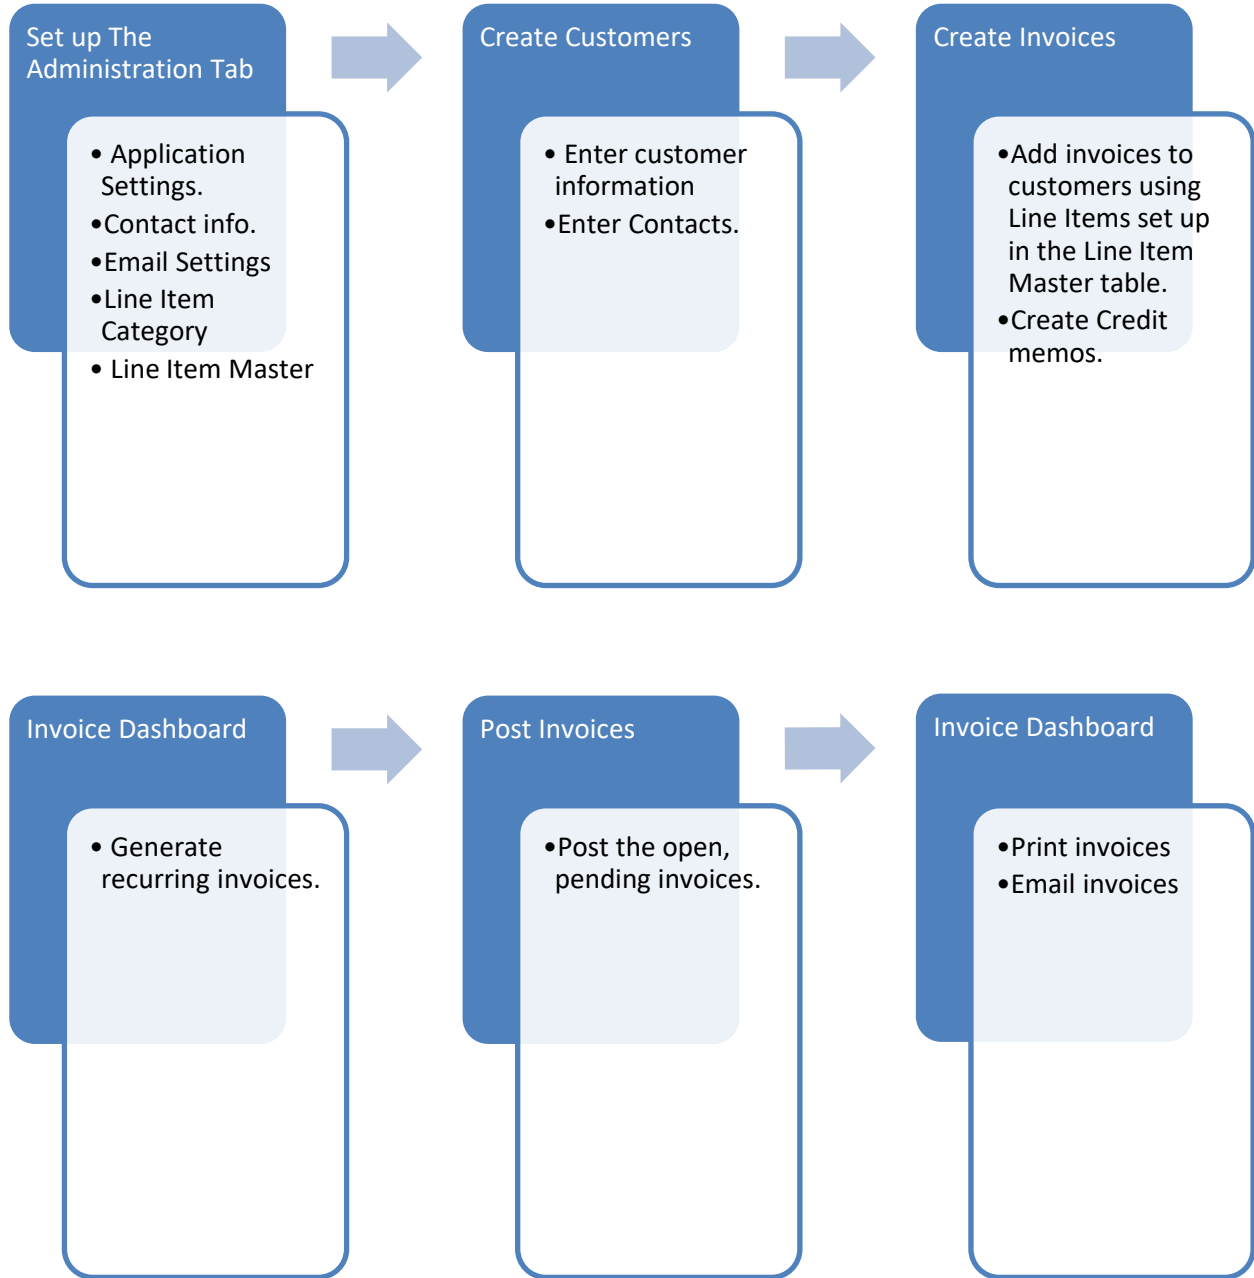 Set up The
Administration Tab
• Application
Settings.
•Contact info.
•Email Settings
•Line Item
Category
• Line Item Master
Create Customers
• Enter customer
information
•Enter Contacts.
Create Invoices
•Add invoices to
customers using
Line Items set up
in the Line Item
Master table.
•Create Credit
memos.
Invoice Dashboard
• Generate
recurring invoices.
Post Invoices
•Post the open,
pending invoices.
Invoice Dashboard
•Print invoices
•Email invoices